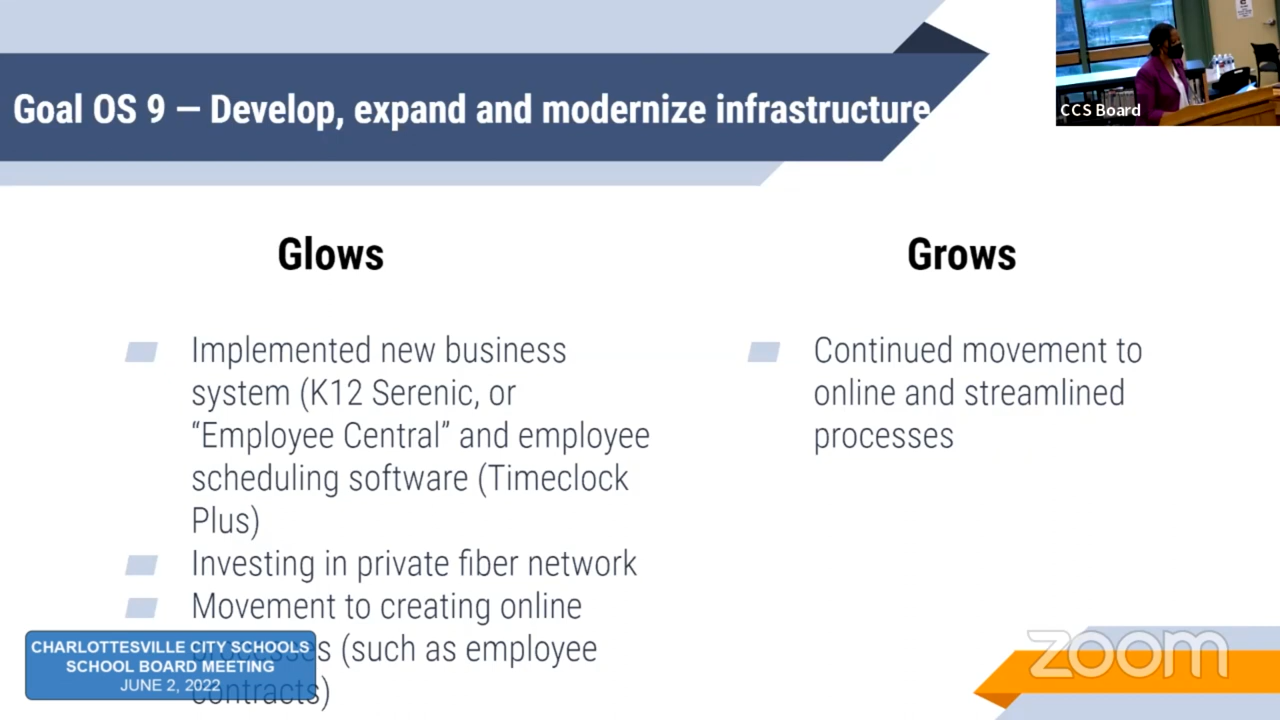 Goal OS 9 — Develop, expand and modernize infrastructure
CCS Board
Glows
Implemented new business
system (K12 Serenic, or
“Employee Central” and employee
scheduling software (Timeclock
Plus)
Investing in private fiber network
Movement to creating online
processes (such as employee
contracts)
Grows
Continued movement to
online and streamlined
processes
CHARLOTTESVILLE CITY SCHOOLS
SCHOOL BOARD MEETING
JUNE 2, 2022
zoom